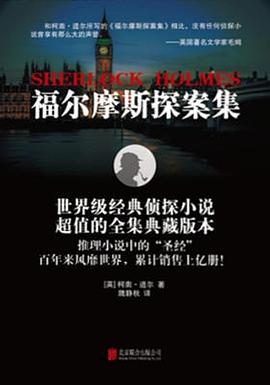 和柯南·道尔所写的《福尔摩斯探案集》相比，没有任何侦探小
说曾享有那么大的声誉。
——英国著名文学家毛姆
SHERLOCK HOLMES
福尔摩斯探案集
世界级经典侦探小说
超值的全集典藏版本
推理小说中的“圣经”
百年来风靡世界，累计销售上亿册！
[英]柯南·道尔 著
隗静秋 译
北京联合出版公司